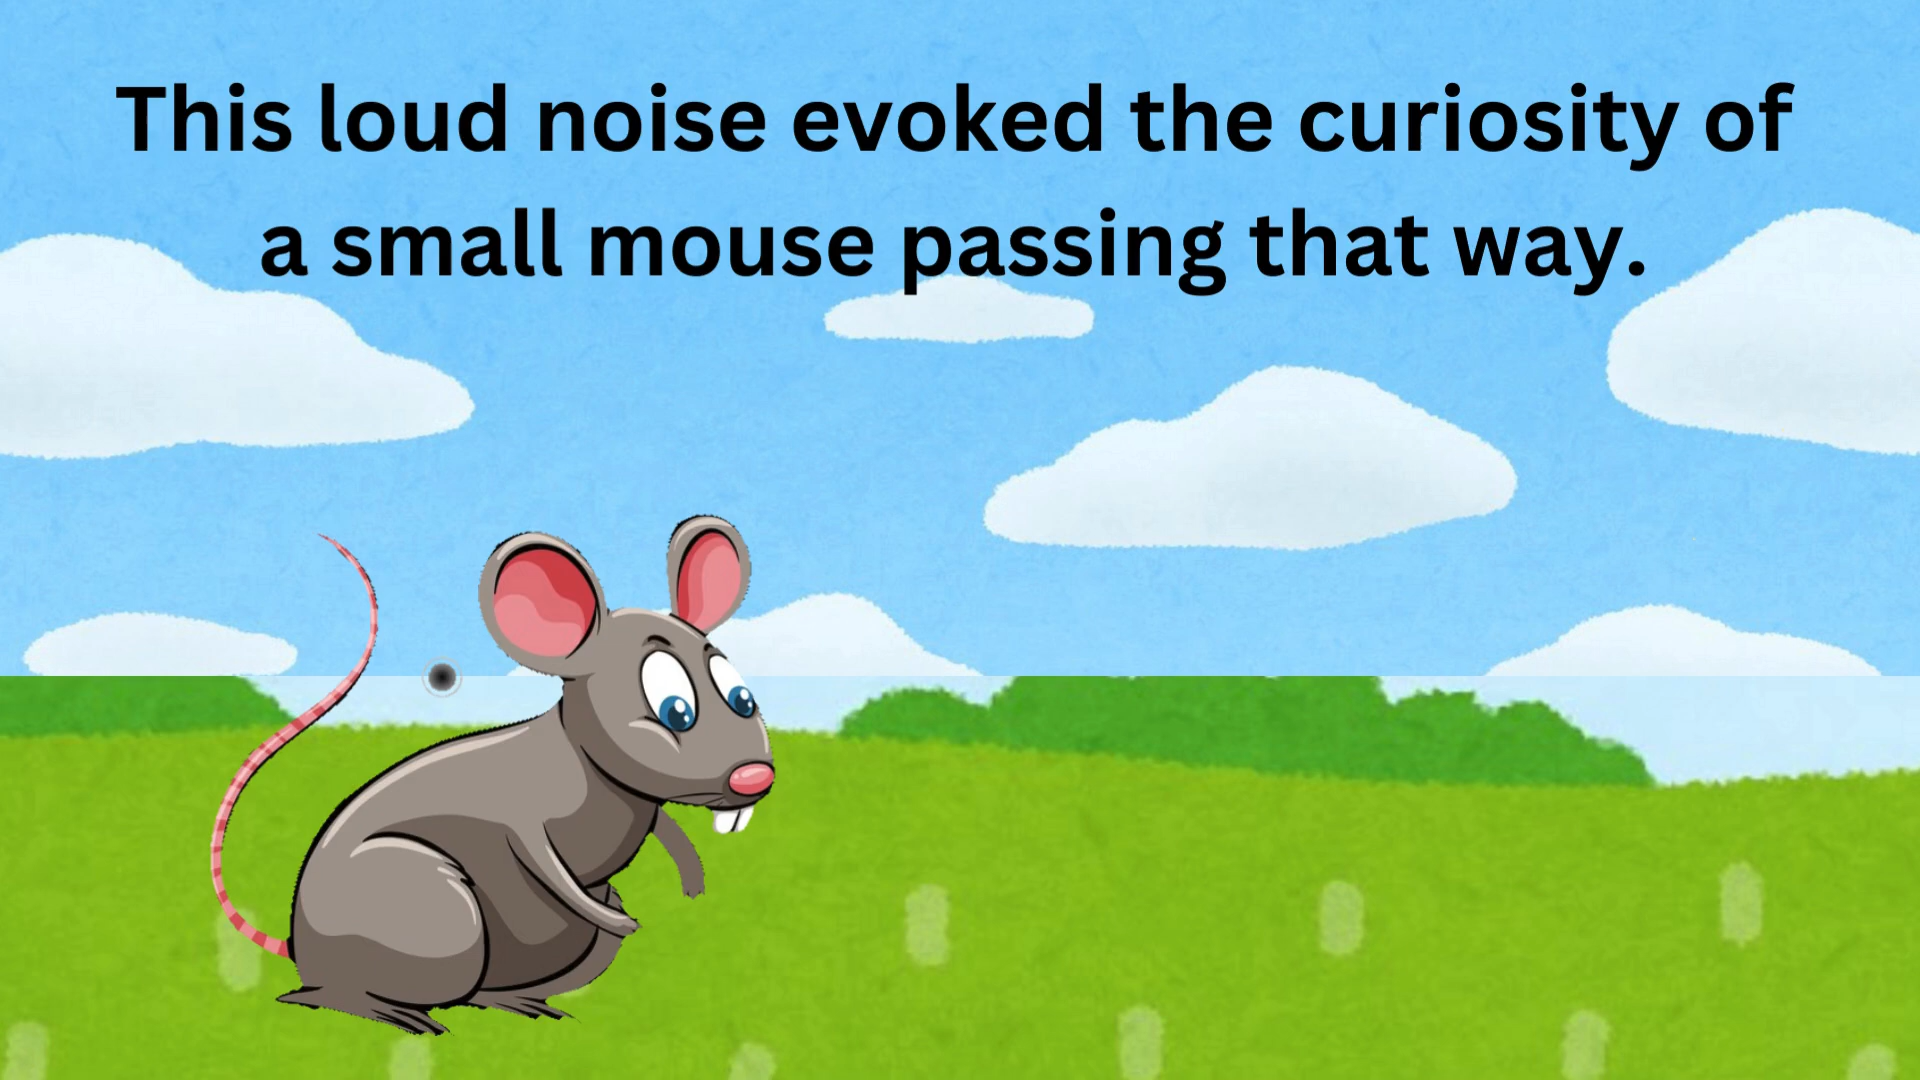 This loud noise evoked the curiosity of
a small mouse passing that way.